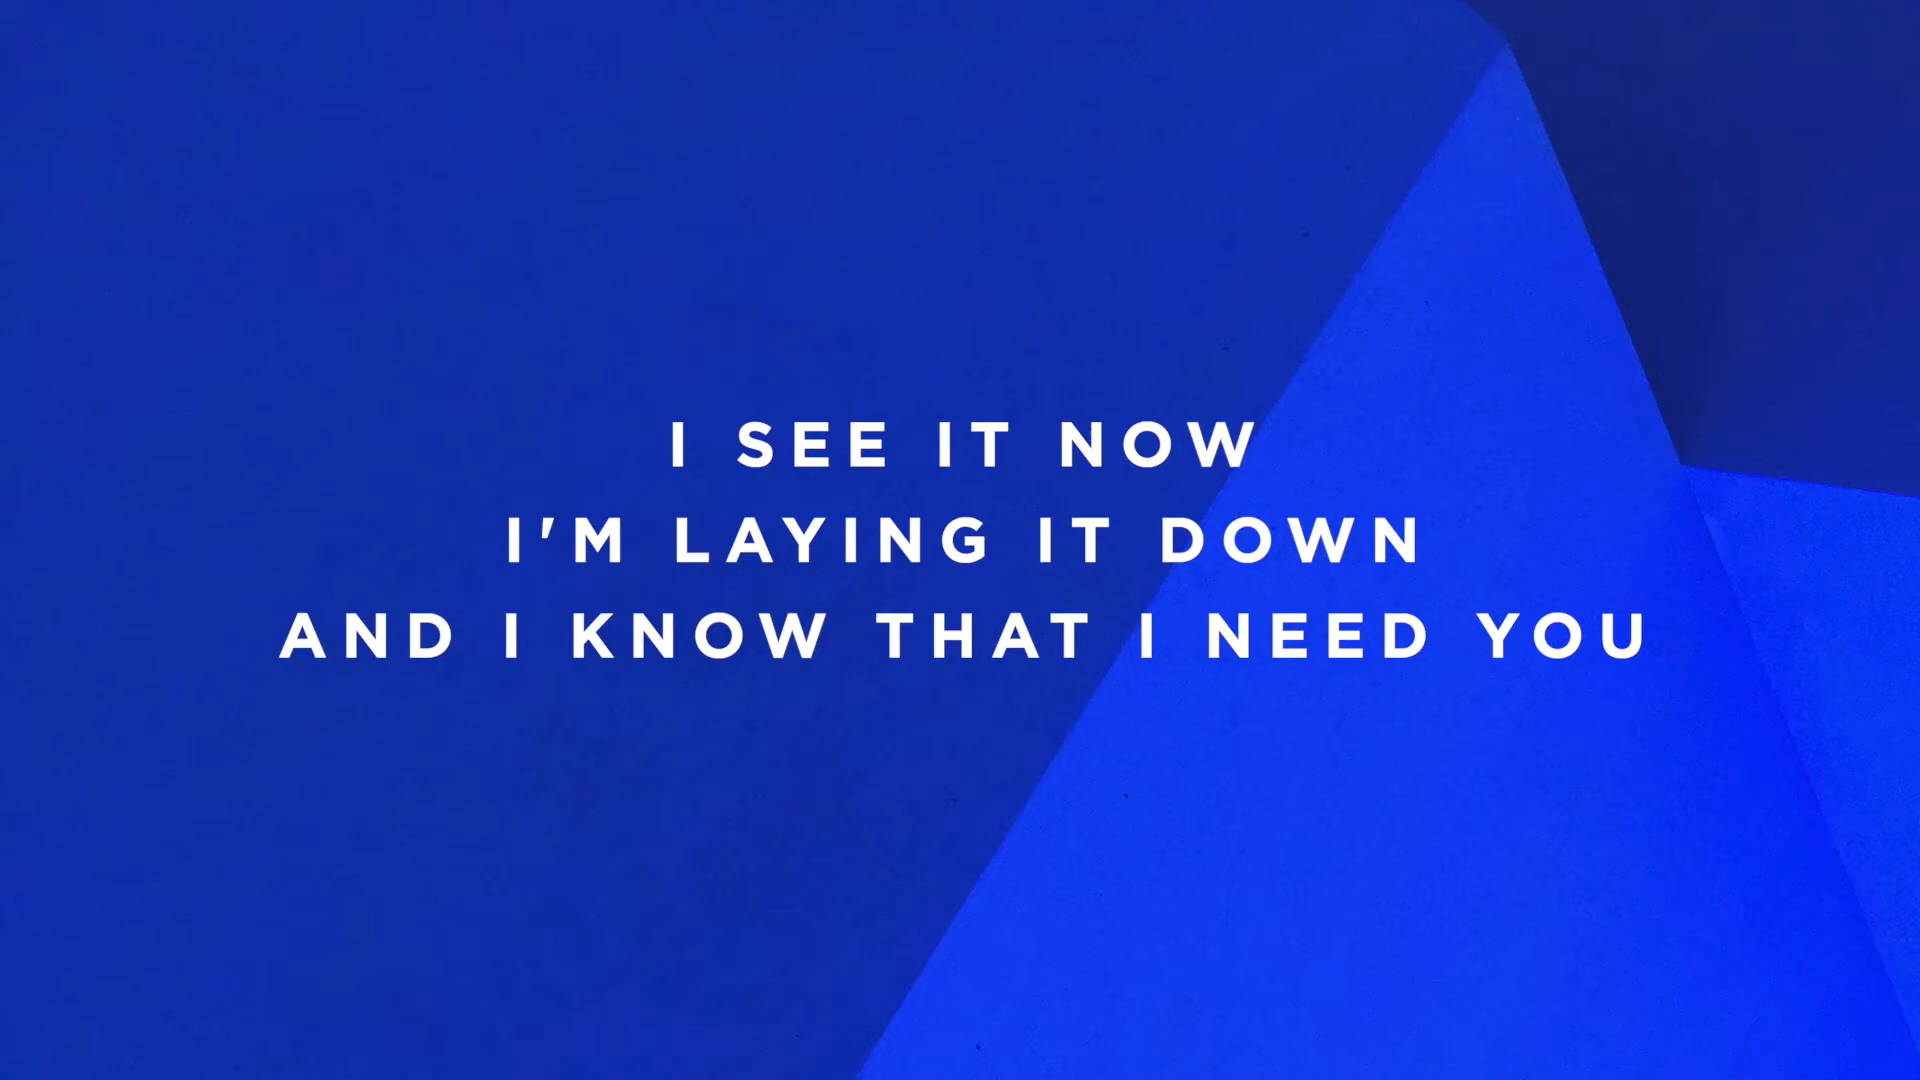 I SEE IT NOW
I'M LAYING IT DOWN
AND I KNOW THAT I NEED YOU